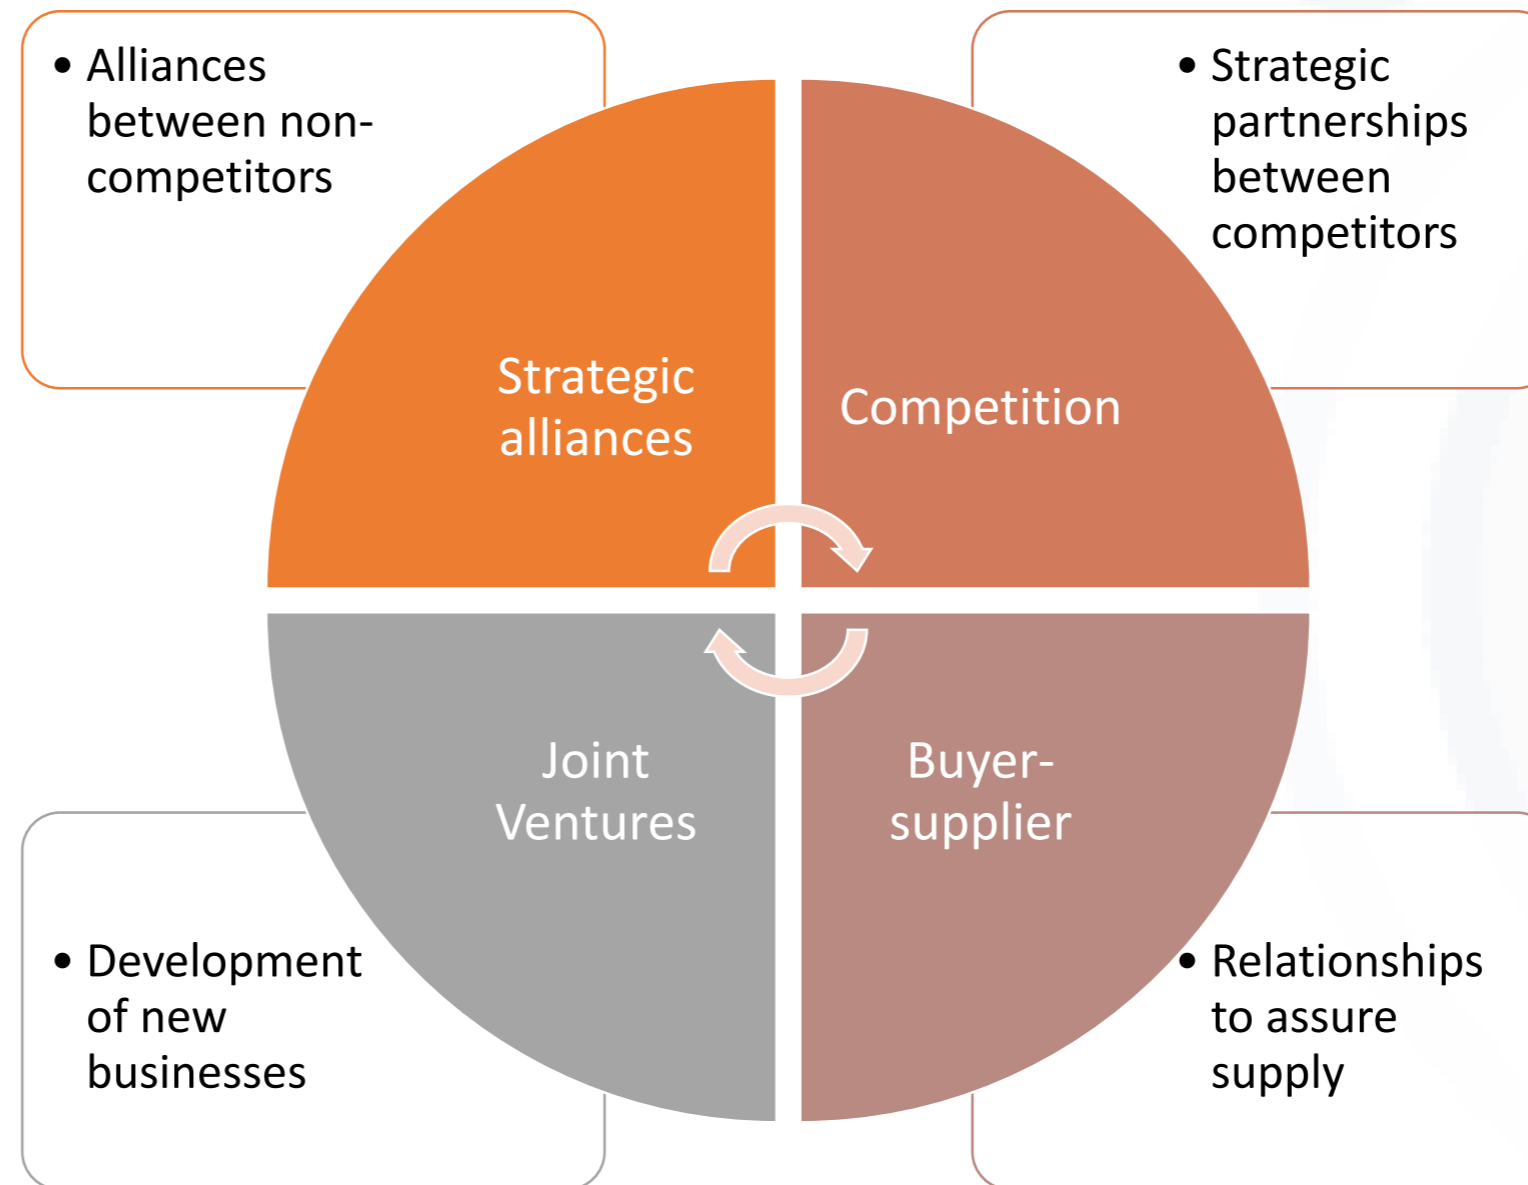 • Alliances
between non-
competitors
• Strategic
partnerships
between
competitors
Strategic
alliances
Competition
Joint
Ventures
Buyer-
supplier
• Development
of new
businesses
• Relationships
to assure
supply